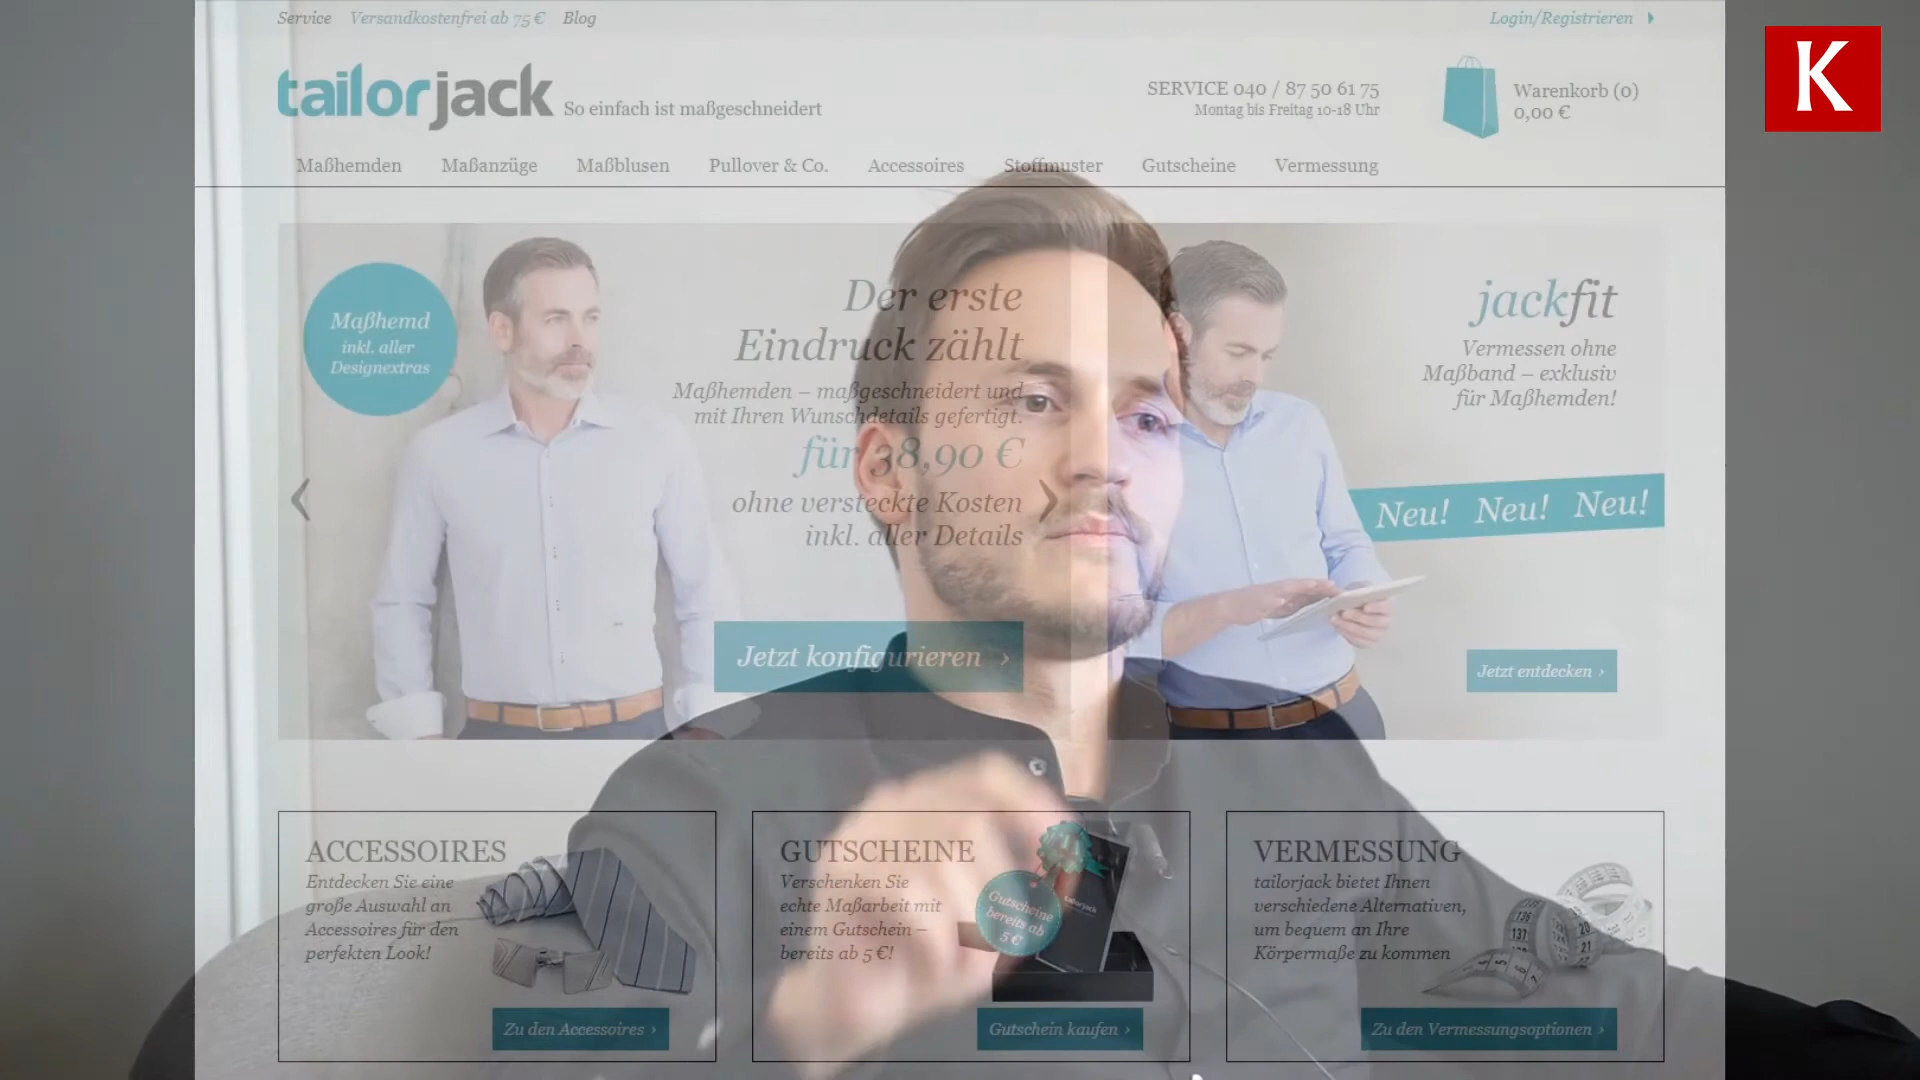 Service Versandkostenfrei ab 75 € Blog
Login/Registrieren
K
tailorjack So einfach ist maßgeschneidert
SERVICE 040 / 87 50 61 75
Montag bis Freitag 10-18 Uhr
Warenkorb (0)
0,00 €
Maßhemden Maßanzüge Maßblusen Pullover & Co. Accessoires Stoffmuster Gutscheine Vermessung
Maßhemd
inkl. aller
Designextras
Der erste
Eindruck zählt
Maßhemden – maßgeschneidert und
mit Ihren Wunschdetails gefertigt.
für 38,90 €
ohne versteckte Kosten
inkl. aller Details
Jetzt konfigurieren ›
jackfit
Vermessen ohne
Maßband – exklusiv
für Maßhemden!
Neu! Neu! Neu!
Jetzt entdecken ›
ACCESSOIRES
Entdecken Sie eine
große Auswahl an
Accessoires für den
perfekten Look!
Zu den Accessoires ›
GUTSCHEINE
Verschenken Sie
echte Maßarbeit mit
einem Gutschein –
bereits ab 5 €!
Gutscheine
bereits ab
5 €
tailorjack
Gutschein kaufen ›
VERMESSUNG
tailorjack bietet Ihnen
verschiedene Alternativen,
um bequem an Ihre
Körpermaße zu kommen
Zu den Vermessungsoptionen ›